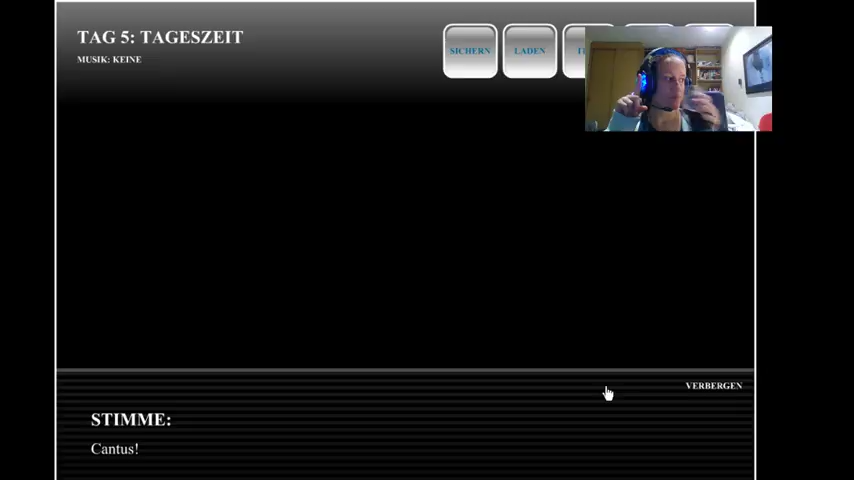 TAG 5: TAGESZEIT
MUSIK: KEINE
SICHERN
LADEN
VERBERGEN
STIMME:
Cantus!